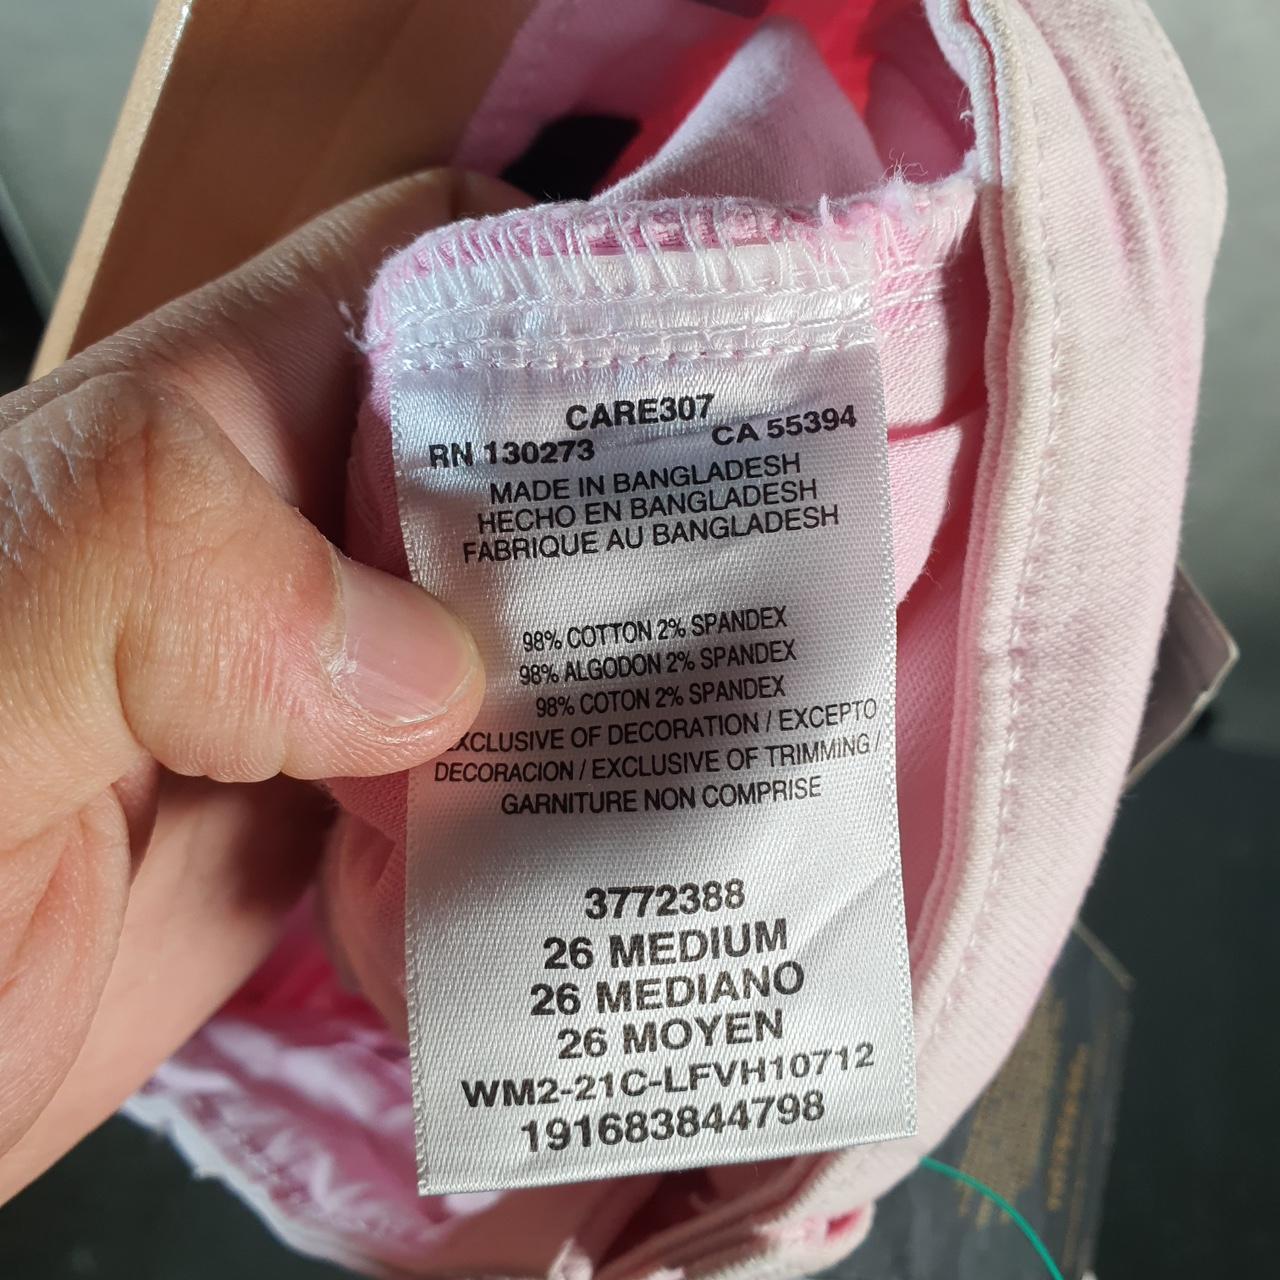 CARE307
RN 130273 CA 55394
MADE IN BANGLADESH
HECHO EN BANGLADESH
FABRIQUE AU BANGLADESH
98% COTTON 2% SPANDEX
98% ALGODON 2% SPANDEX
98% COTON 2% SPANDEX
EXCLUSIVE OF DECORATION / EXCEPTO
DECORACION / EXCLUSIVE OF TRIMMING /
GARNITURE NON COMPRISE
3772388
26 MEDIUM
26 MEDIANO
26 MOYEN
WM2-21C-LFVH10712
191683844798